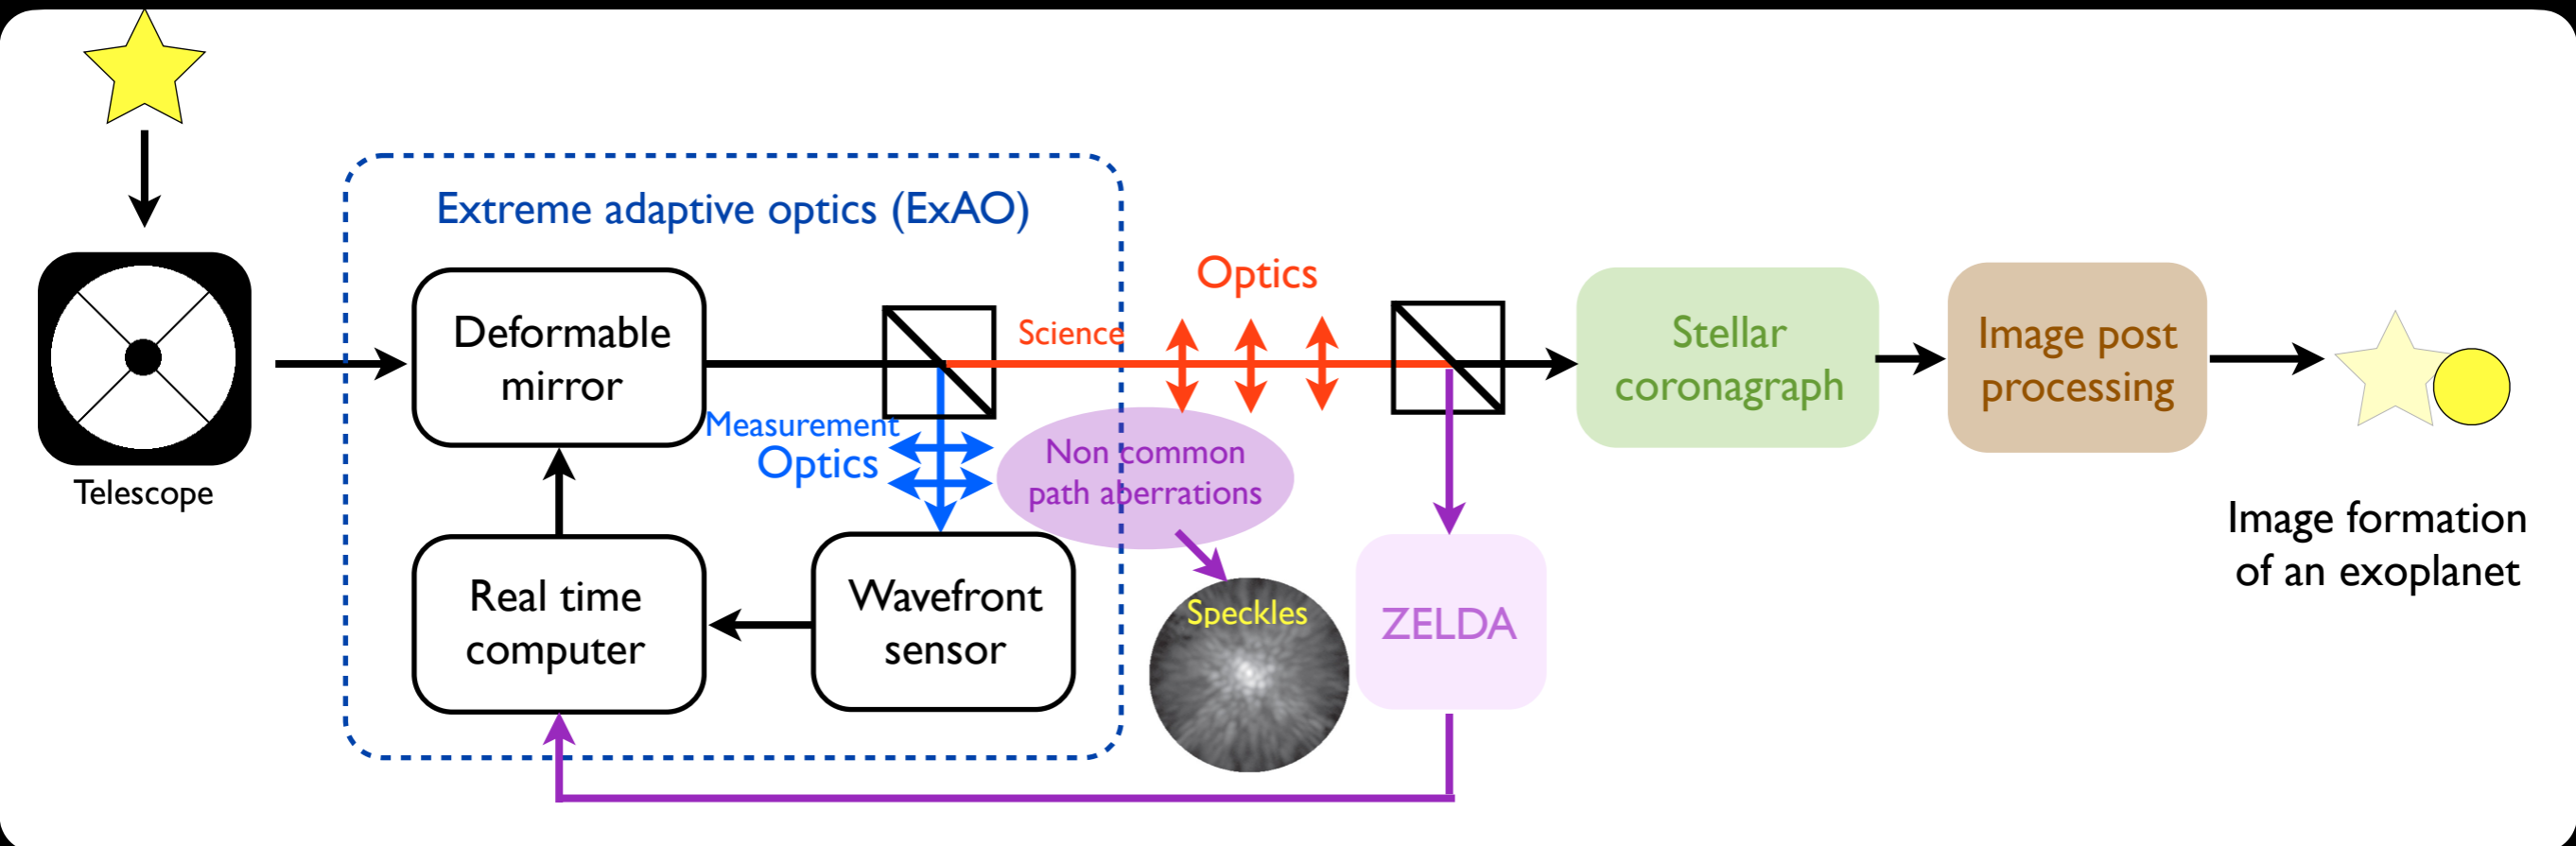 Extreme adaptive optics (ExAO)
Telescope
Deformable
mirror
Science
Optics
Measurement
Optics
Non common
path aberrations
Real time
computer
Wavefront
sensor
Speckles
ZELDA
Stellar
coronagraph
Image post
processing
Image formation
of an exoplanet